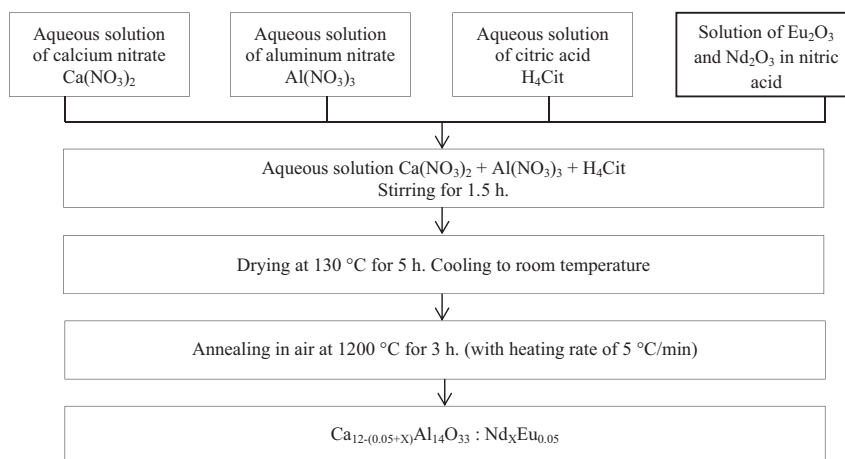 Aqueous solution
of calcium nitrate
Ca(NO₃)₂
Aqueous solution
of aluminum nitrate
Al(NO₃)₃
Aqueous solution
of citric acid
H₄Cit
Solution of Eu₂O₃
and Nd₂O₃ in nitric
acid
Aqueous solution Ca(NO₃)₂ + Al(NO₃)₃ + H₄Cit
Stirring for 1.5 h.
Drying at 130 °C for 5 h. Cooling to room temperature
Annealing in air at 1200 °C for 3 h. (with heating rate of 5 °C/min)
Ca₁₂₋₍₀.₀₅₊ₓ₎Al₁₄O₃₃ : NdₓEu₀.₀₅